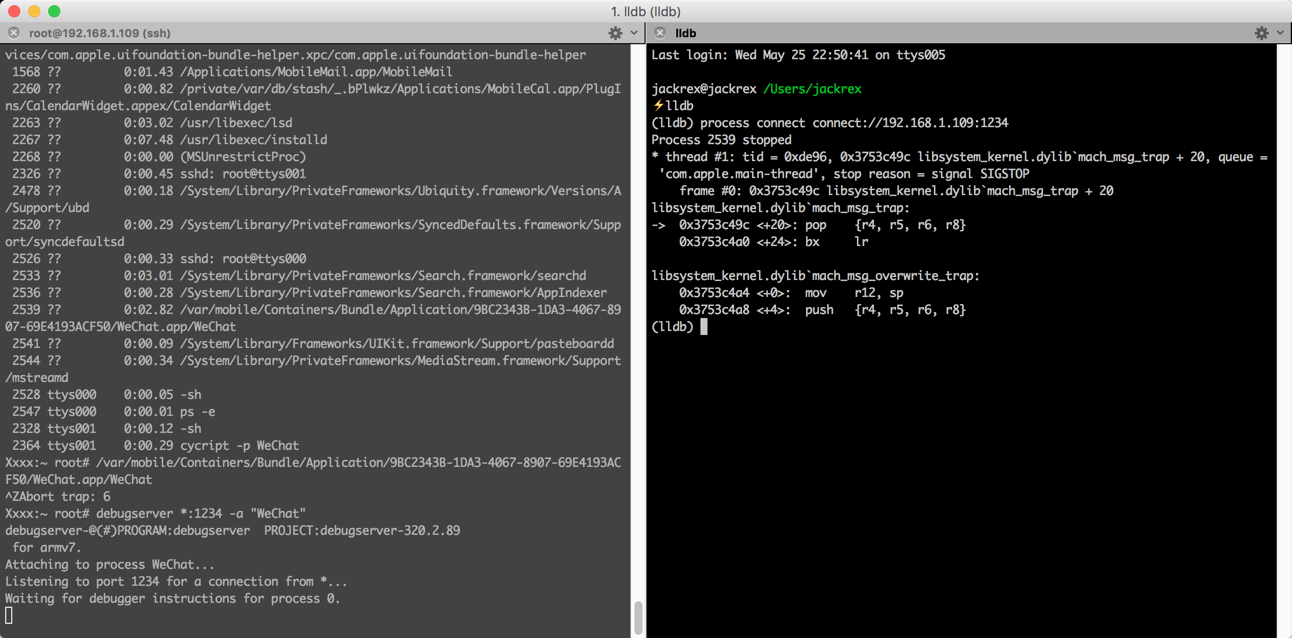 1. lldb (lldb)
root@192.168.1.109 (ssh)
vices/com.apple.uifoundation-bundle-helper.xpc/com.apple.uifoundation-bundle-helper
1568 ??        0:01.43 /Applications/MobileMail.app/MobileMail
2260 ??        0:00.82 /private/var/db/stash/_.bPlwkz/Applications/MobileCal.app/PlugI
ns/CalendarWidget.appex/CalendarWidget
2263 ??        0:03.02 /usr/libexec/lsd
2267 ??        0:07.48 /usr/libexec/installd
2268 ??        0:00.00 (MSUnrestrictProc)
2326 ??        0:00.45 sshd: root@ttys001
2478 ??        0:00.18 /System/Library/PrivateFrameworks/Ubiquity.framework/Versions/A
/Support/ubd
2520 ??        0:00.29 /System/Library/PrivateFrameworks/SyncedDefaults.framework/Supp
ort/syncdefaultsd
2526 ??        0:00.33 sshd: root@ttys000
2533 ??        0:03.01 /System/Library/PrivateFrameworks/Search.framework/searchd
2536 ??        0:00.28 /System/Library/PrivateFrameworks/Search.framework/AppIndexer
2539 ??        0:02.82 /var/mobile/Containers/Bundle/Application/9BC2343B-1DA3-4067-89
07-69E4193ACF50/WeChat.app/WeChat
2541 ??        0:00.09 /System/Library/Frameworks/UIKit.framework/Support/pasteboardd
2544 ??        0:00.34 /System/Library/PrivateFrameworks/MediaStream.framework/Support
/mstreamd
2528 ttys000    0:00.05 -sh
2547 ttys000    0:00.01 ps -e
2328 ttys001    0:00.12 -sh
2364 ttys001    0:00.29 cycript -p WeChat
Xxxx:~ root# /var/mobile/Containers/Bundle/Application/9BC2343B-1DA3-4067-8907-69E4193AC
F50/WeChat.app/WeChat
^ZAbort trap: 6
Xxxx:~ root# debugserver *:1234 -a "WeChat"
debugserver-@(#)PROGRAM:debugserver  PROJECT:debugserver-320.2.89
 for armv7.
Attaching to process WeChat...
Listening to port 1234 for a connection from *...
Waiting for debugger instructions for process 0.
lldb
Last login: Wed May 25 22:50:41 on ttys005
jackrex@jackrex /Users/jackrex
⚡lldb
(lldb) process connect connect://192.168.1.109:1234
Process 2539 stopped
* thread #1: tid = 0xde96, 0x3753c49c libsystem_kernel.dylib`mach_msg_trap + 20, queue =
'com.apple.main-thread', stop reason = signal SIGSTOP
frame #0: 0x3753c49c libsystem_kernel.dylib`mach_msg_trap + 20
libsystem_kernel.dylib`mach_msg_trap:
->  0x3753c49c <+20>: pop    {r4, r5, r6, r8}
0x3753c4a0 <+24>: bx     lr
libsystem_kernel.dylib`mach_msg_overwrite_trap:
0x3753c4a4 <+0>:  mov    r12, sp
0x3753c4a8 <+4>:  push   {r4, r5, r6, r8}
(lldb)